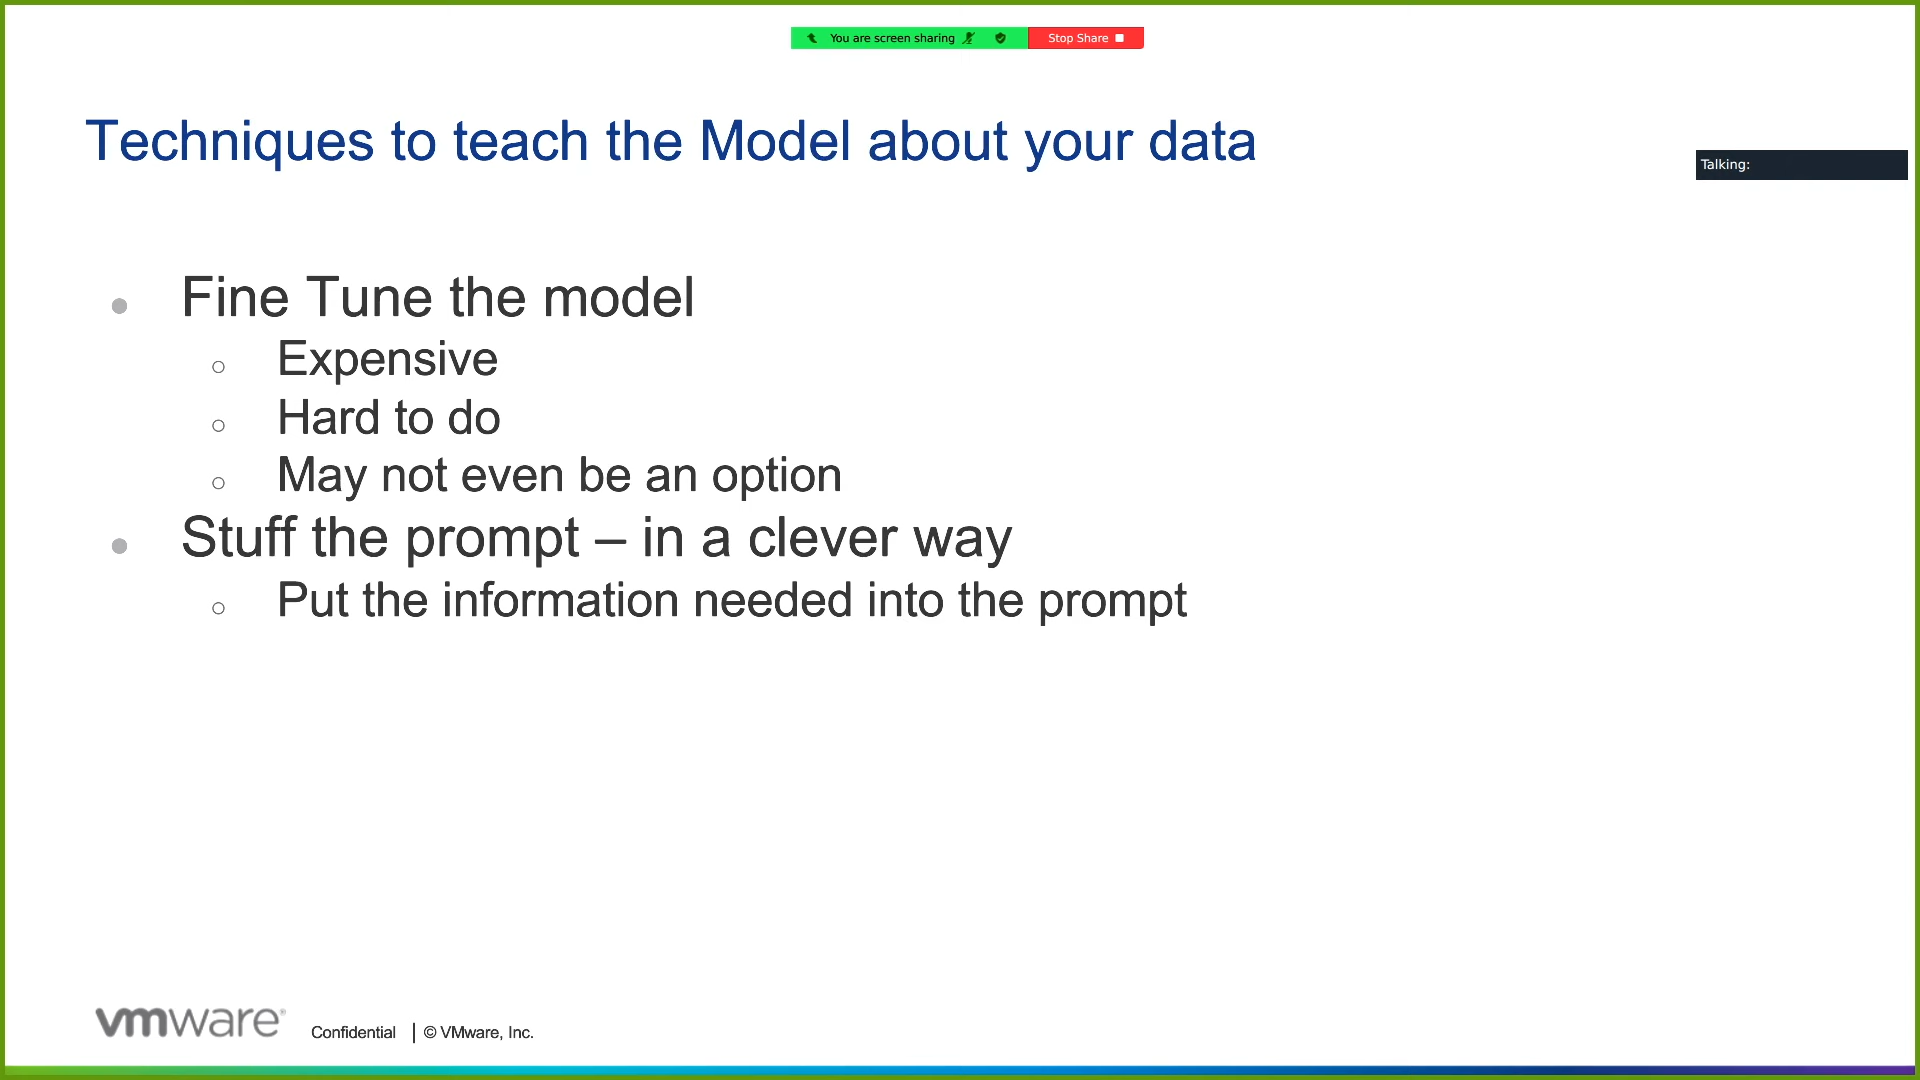 You are screen sharing
Stop Share
Techniques to teach the Model about your data
Talking:
Fine Tune the model
Expensive
Hard to do
May not even be an option
Stuff the prompt – in a clever way
Put the information needed into the prompt
vmware®
Confidential | © VMware, Inc.